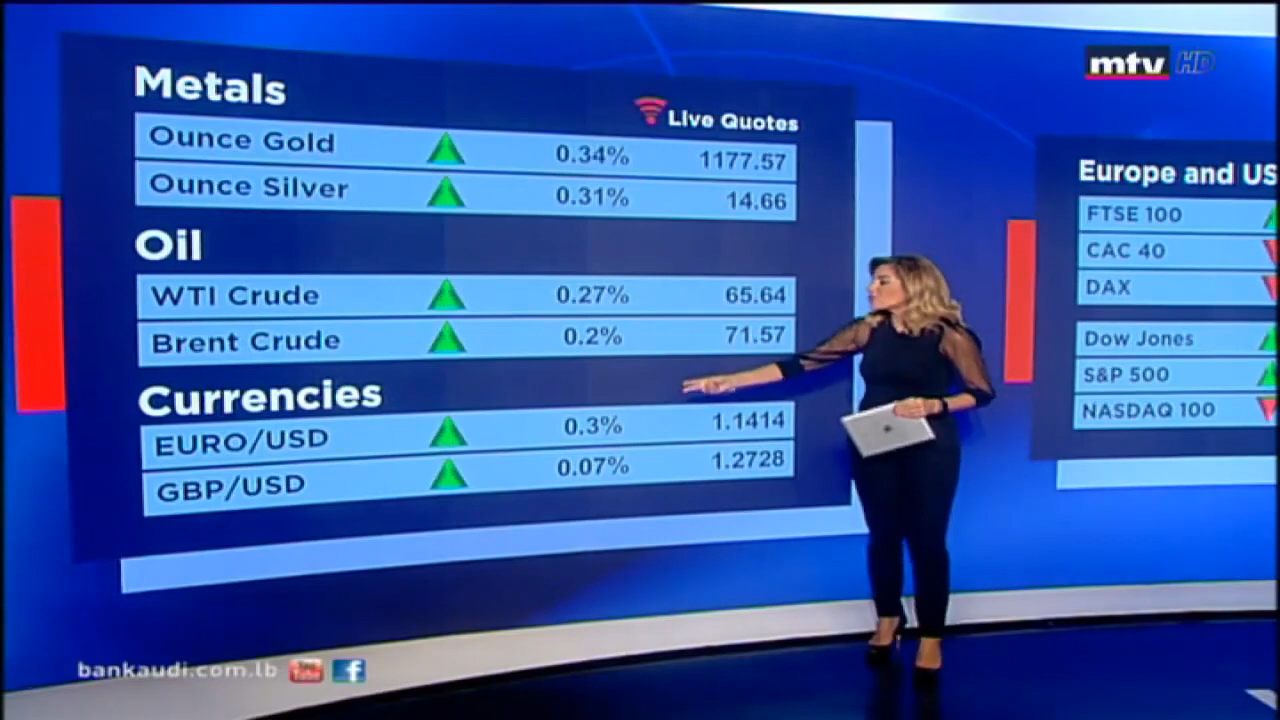 mtv HD
Metals
Live Quotes
Ounce Gold 0.34% 1177.57
Ounce Silver 0.31% 14.66
Oil
WTI Crude 0.27% 65.64
Brent Crude 0.2% 71.57
Currencies
EURO/USD 0.3% 1.1414
GBP/USD 0.07% 1.2728
Europe and US
FTSE 100
CAC 40
DAX
Dow Jones
S&P 500
NASDAQ 100
bankaudi.com.lb You Tube f